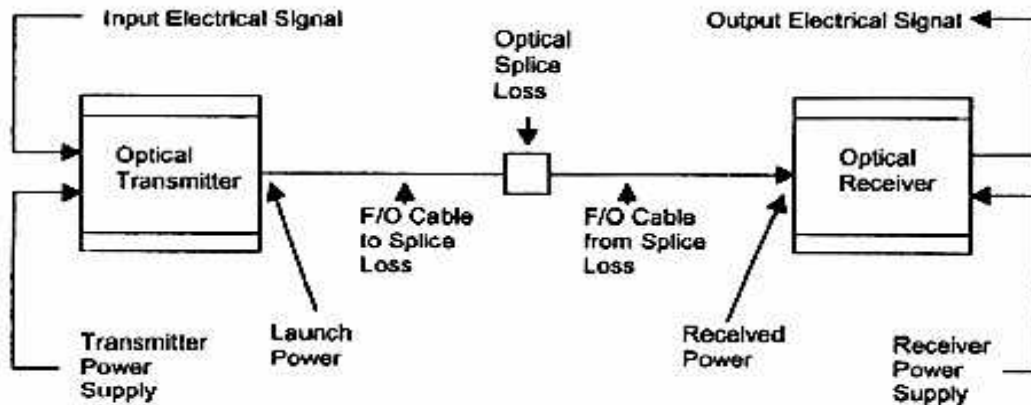 Input Electrical Signal
Output Electrical Signal
Optical
Splice
Loss
Optical
Transmitter
Optical
Receiver
F/O Cable
to Splice
Loss
F/O Cable
from Splice
Loss
Launch
Power
Received
Power
Transmitter
Power
Supply
Receiver
Power
Supply